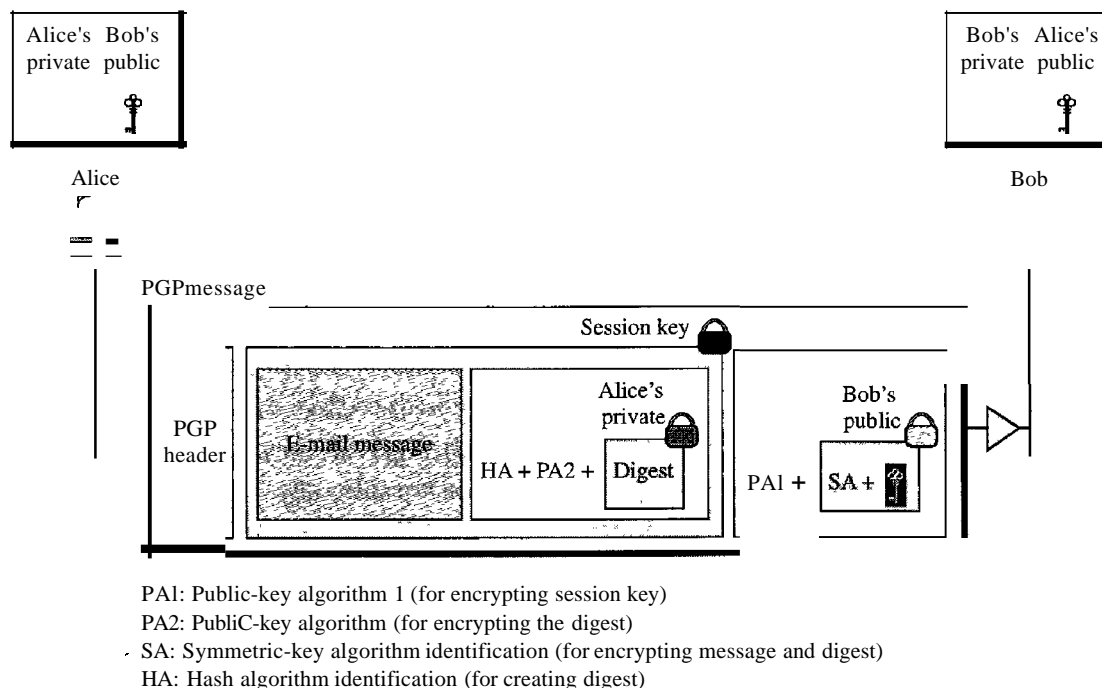 Alice's Bob's
private public
Bob's Alice's
private public
Alice
Bob
PGPmessage
Session key
E-mail message
PGP
header
HA + PA2 +
Alice's
private
Digest
PA1 +
Bob's
public
SA +
PA1: Public-key algorithm 1 (for encrypting session key)
PA2: PubliC-key algorithm (for encrypting the digest)
SA: Symmetric-key algorithm identification (for encrypting message and digest)
HA: Hash algorithm identification (for creating digest)